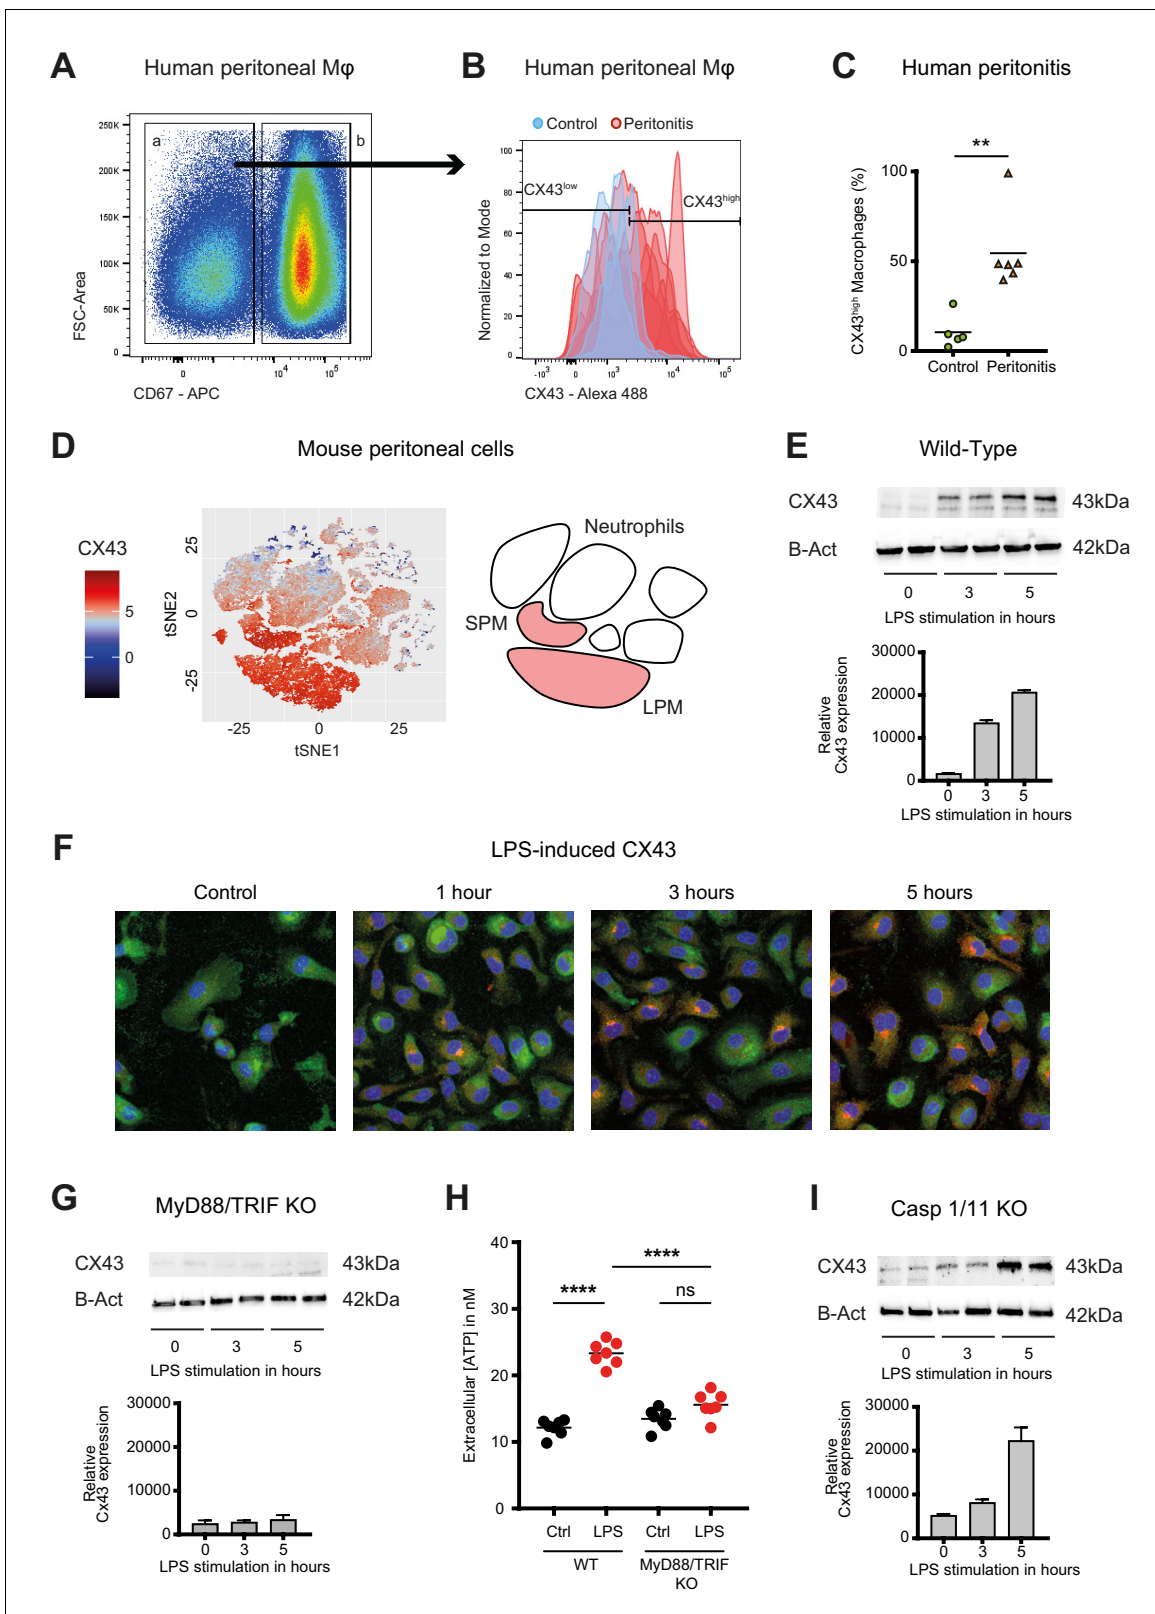 A
Human peritoneal Mφ
250K
200K
150K
100K
50K
0
a
b
FSC-Area
0
10^4
10^5
CD67 - APC
B
Human peritoneal Mφ
Control
Peritonitis
100
80
60
40
20
0
CX43^low
CX43^high
Normalized to Mode
-10^3
0
10^3
10^4
10^5
CX43 - Alexa 488
C
Human peritonitis
**
100
50
0
CX43^high Macrophages (%)
Control
Peritonitis
D
Mouse peritoneal cells
CX43
5
0
tSNE2
25
0
-25
-25
0
25
tSNE1
Neutrophils
SPM
LPM
E
Wild-Type
CX43
43kDa
B-Act
42kDa
0
3
5
LPS stimulation in hours
30000
20000
10000
0
Relative
Cx43 expression
0
3
5
LPS stimulation in hours
F
LPS-induced CX43
Control
1 hour
3 hours
5 hours
G
MyD88/TRIF KO
CX43
43kDa
B-Act
42kDa
0
3
5
LPS stimulation in hours
30000
20000
10000
0
Relative
Cx43 expression
0
3
5
LPS stimulation in hours
H
40
30
20
10
0
Extracellular [ATP] in nM
****
****
ns
Ctrl
LPS
Ctrl
LPS
WT
MyD88/TRIF
KO
I
Casp 1/11 KO
CX43
43kDa
B-Act
42kDa
0
3
5
LPS stimulation in hours
30000
20000
10000
0
Relative
Cx43 expression
0
3
5
LPS stimulation in hours